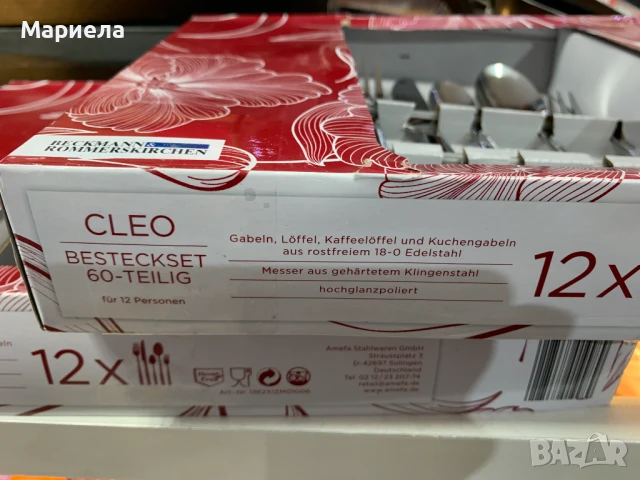 Мариела
BECKMANN &
ROMMERSKIRCHEN
CLEO
BESTECKSET
60-TEILIG
für 12 Personen
Gabeln, Löffel, Kaffeelöffel und Kuchengabeln
aus rostfreiem 18-0 Edelstahl
Messer aus gehärtetem Klingenstahl
hochglanzpoliert
12x
12x
Amefa Stahlwaren GmbH
D-42697 Solingen
Deutschland
BAZAR